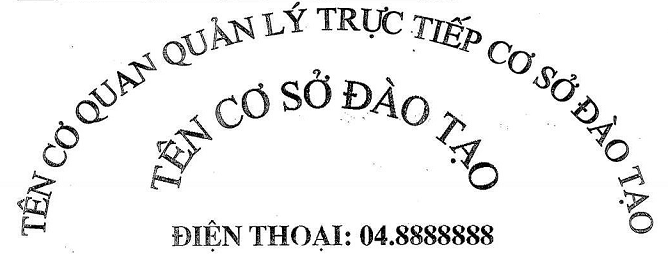 TÊN CƠ QUAN QUẢN LÝ TRỰC TIẾP CƠ SỞ ĐÀO TẠO
TÊN CƠ SỞ ĐÀO TẠO
ĐIỆN THOẠI: 04.8888888